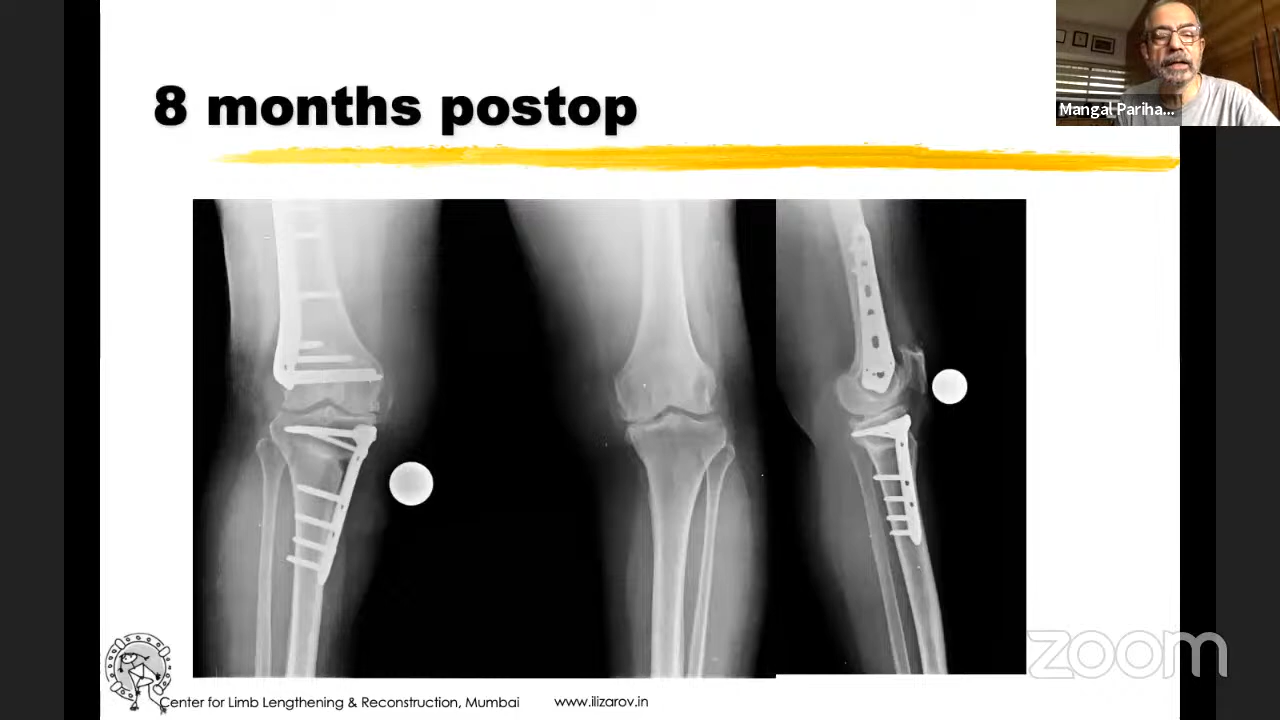 8 months postop
Mangal Pariha...
Center for Limb Lengthening & Reconstruction, Mumbai www.ilizarov.in
zoom